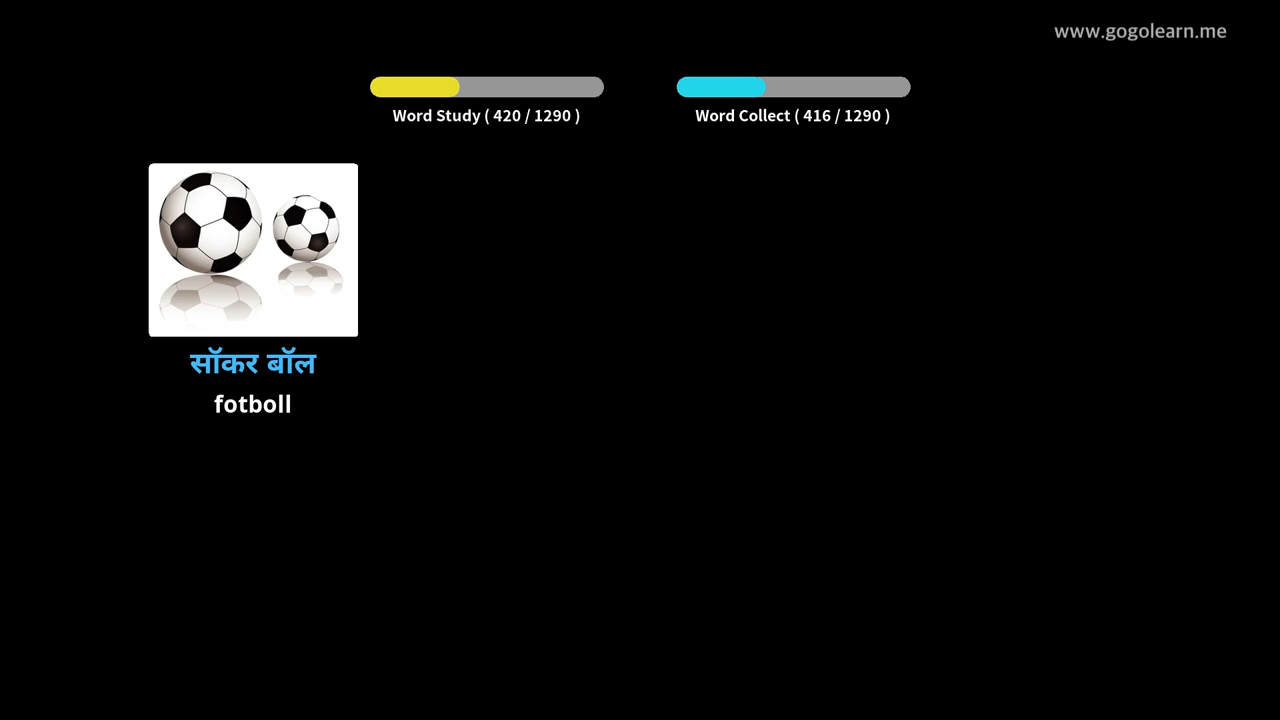 www.gogolearn.me
Word Study ( 420 / 1290 )
Word Collect ( 416 / 1290 )
सॉकर बॉल
fotboll